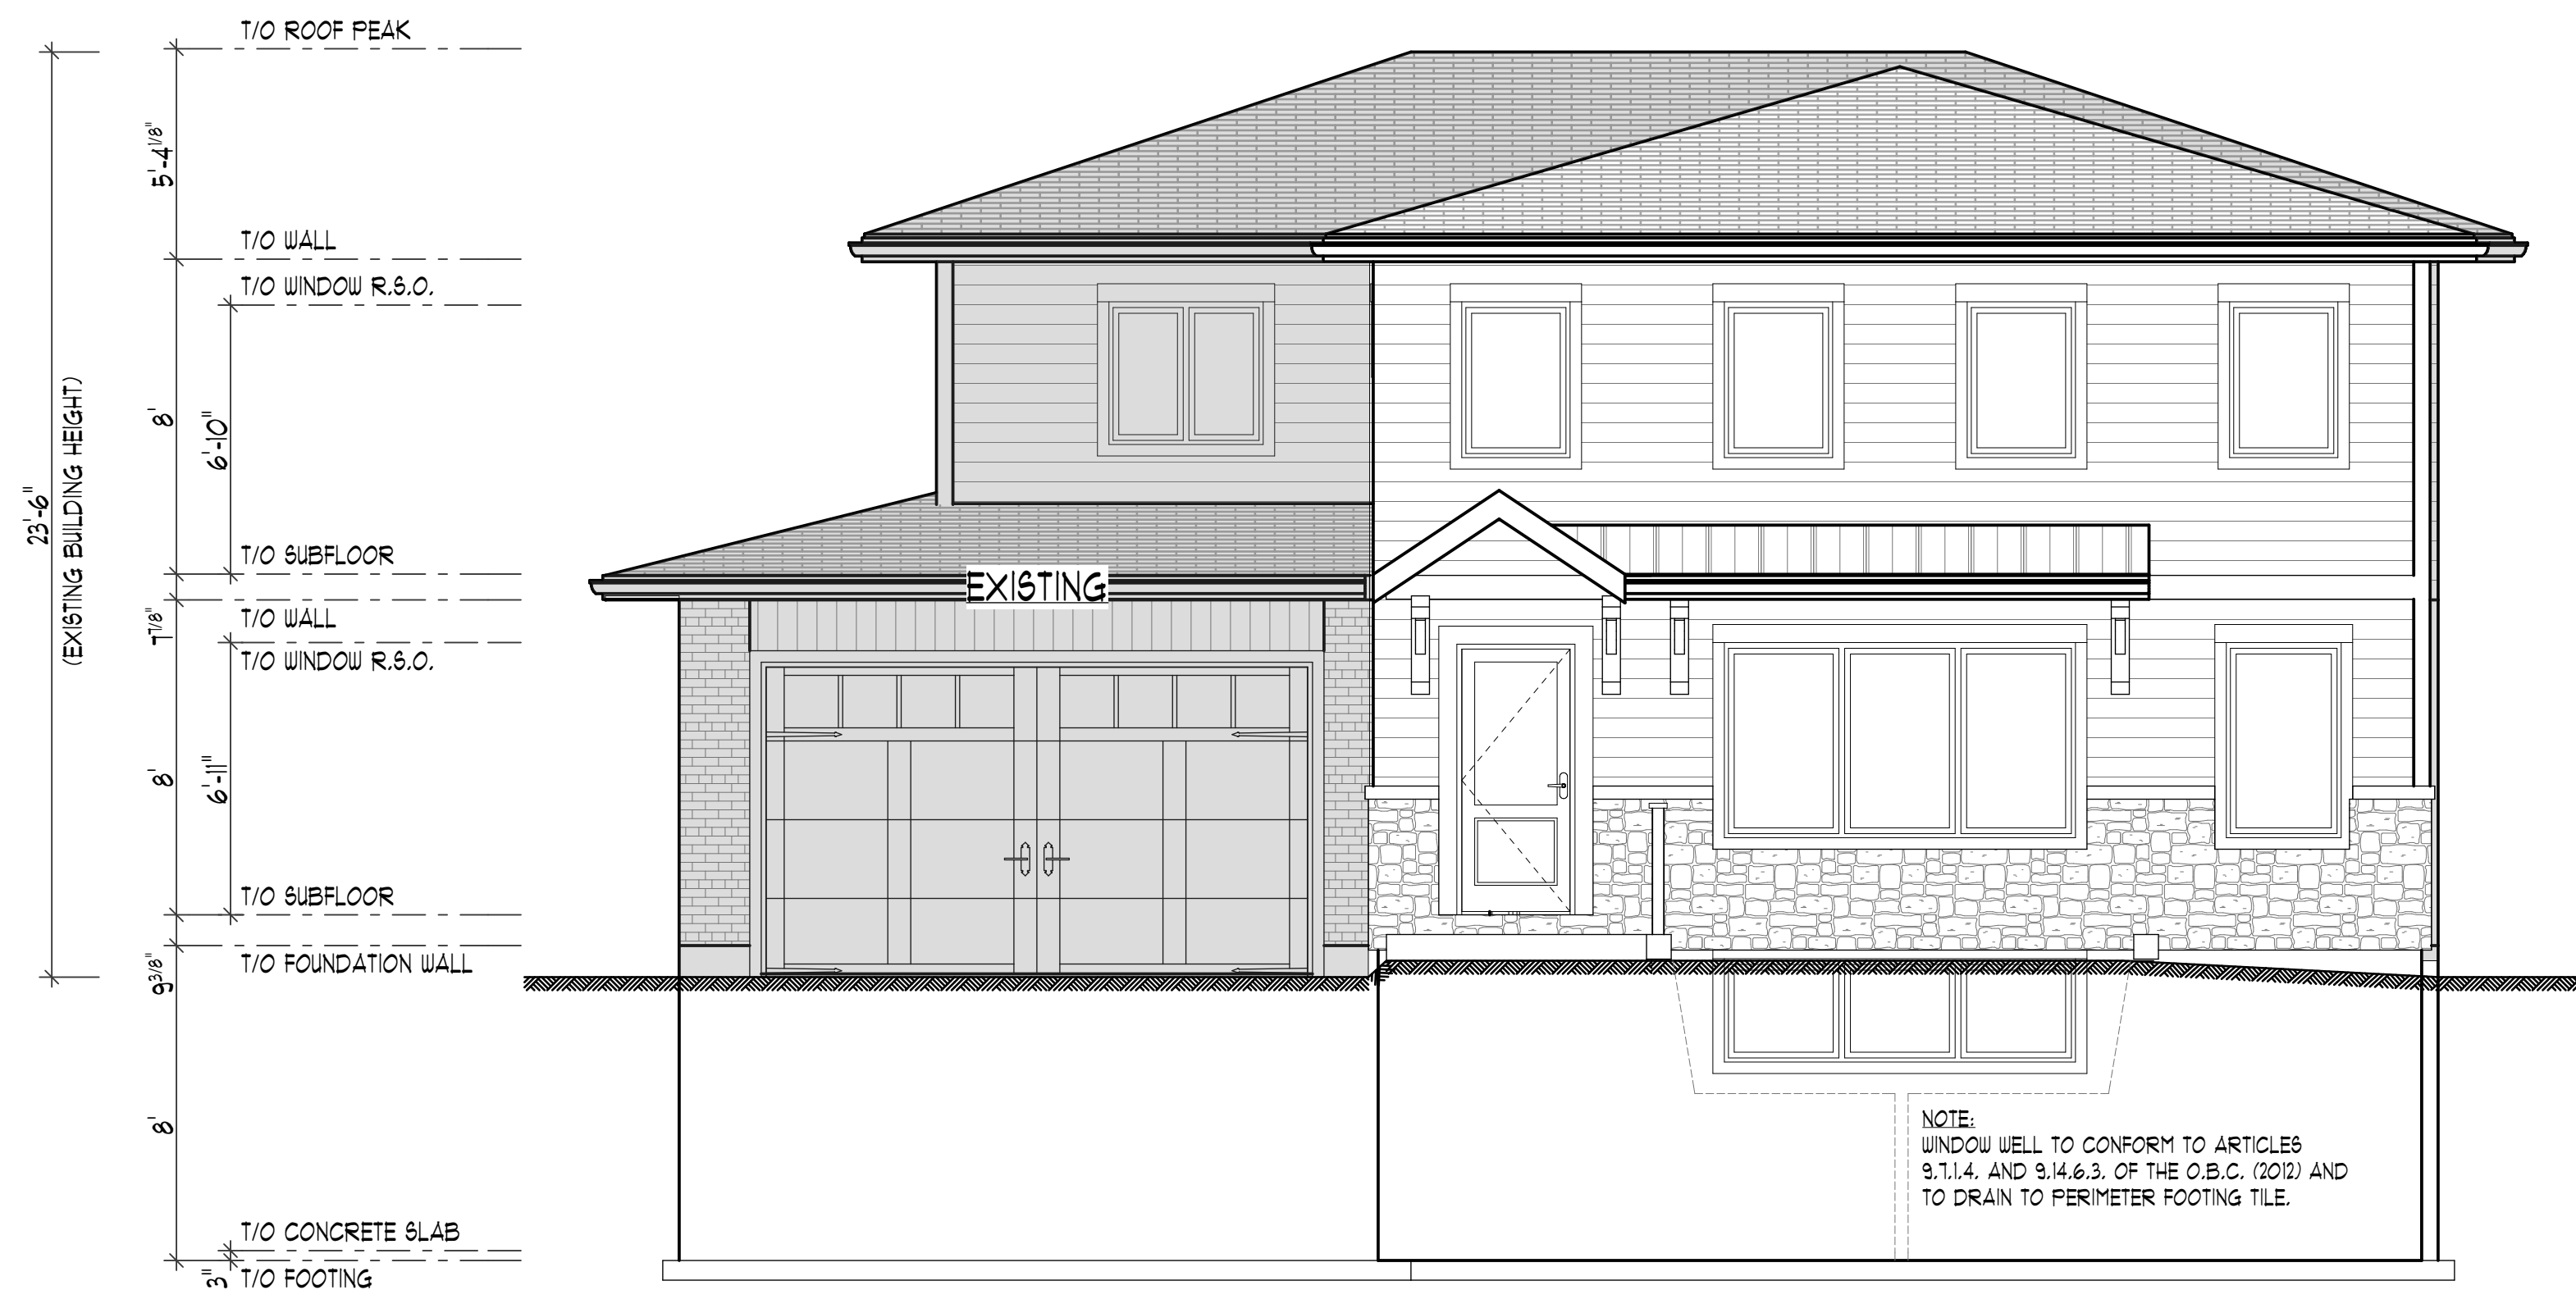 T/O ROOF PEAK
5'-4 1/8"
T/O WALL
T/O WINDOW R.S.O.
8'
6'-10"
23'-6"
(EXISTING BUILDING HEIGHT)
T/O SUBFLOOR
EXISTING
7 7/8"
T/O WALL
T/O WINDOW R.S.O.
8'
6'-11"
T/O SUBFLOOR
9 3/8"
T/O FOUNDATION WALL
8'
NOTE:
WINDOW WELL TO CONFORM TO ARTICLES
9.7.1.4. AND 9.14.6.3. OF THE O.B.C. (2012) AND
TO DRAIN TO PERIMETER FOOTING TILE.
T/O CONCRETE SLAB
3"
T/O FOOTING